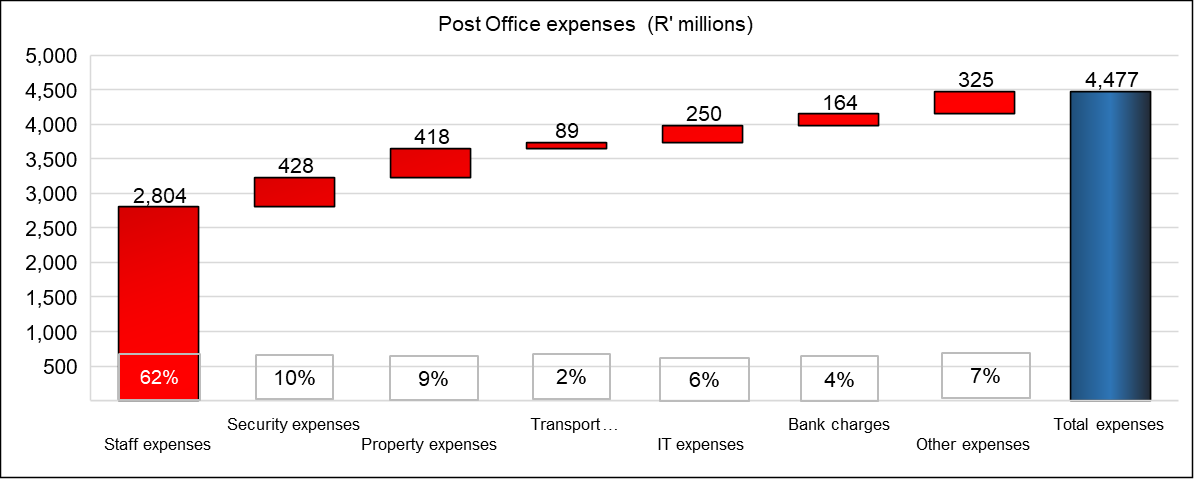 Post Office expenses (R' millions)
5,000
4,500
4,000
3,500
3,000
2,500
2,000
1,500
1,000
500
2,804
428
418
89
250
164
325
4,477
62%
10%
9%
2%
6%
4%
7%
Staff expenses
Security expenses
Property expenses
Transport…
IT expenses
Bank charges
Other expenses
Total expenses